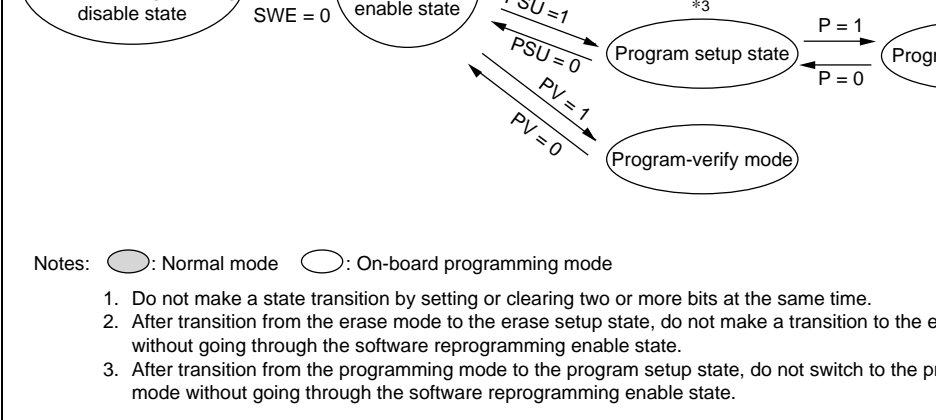 disable state
SWE = 0
enable state
PSU =1
*3
PSU = 0
Program setup state
P = 1
P = 0
PV = 1
PV = 0
Program-verify mode
Notes: : Normal mode : On-board programming mode
1. Do not make a state transition by setting or clearing two or more bits at the same time.
2. After transition from the erase mode to the erase setup state, do not make a transition to the
without going through the software reprogramming enable state.
3. After transition from the programming mode to the program setup state, do not switch to the
mode without going through the software reprogramming enable state.